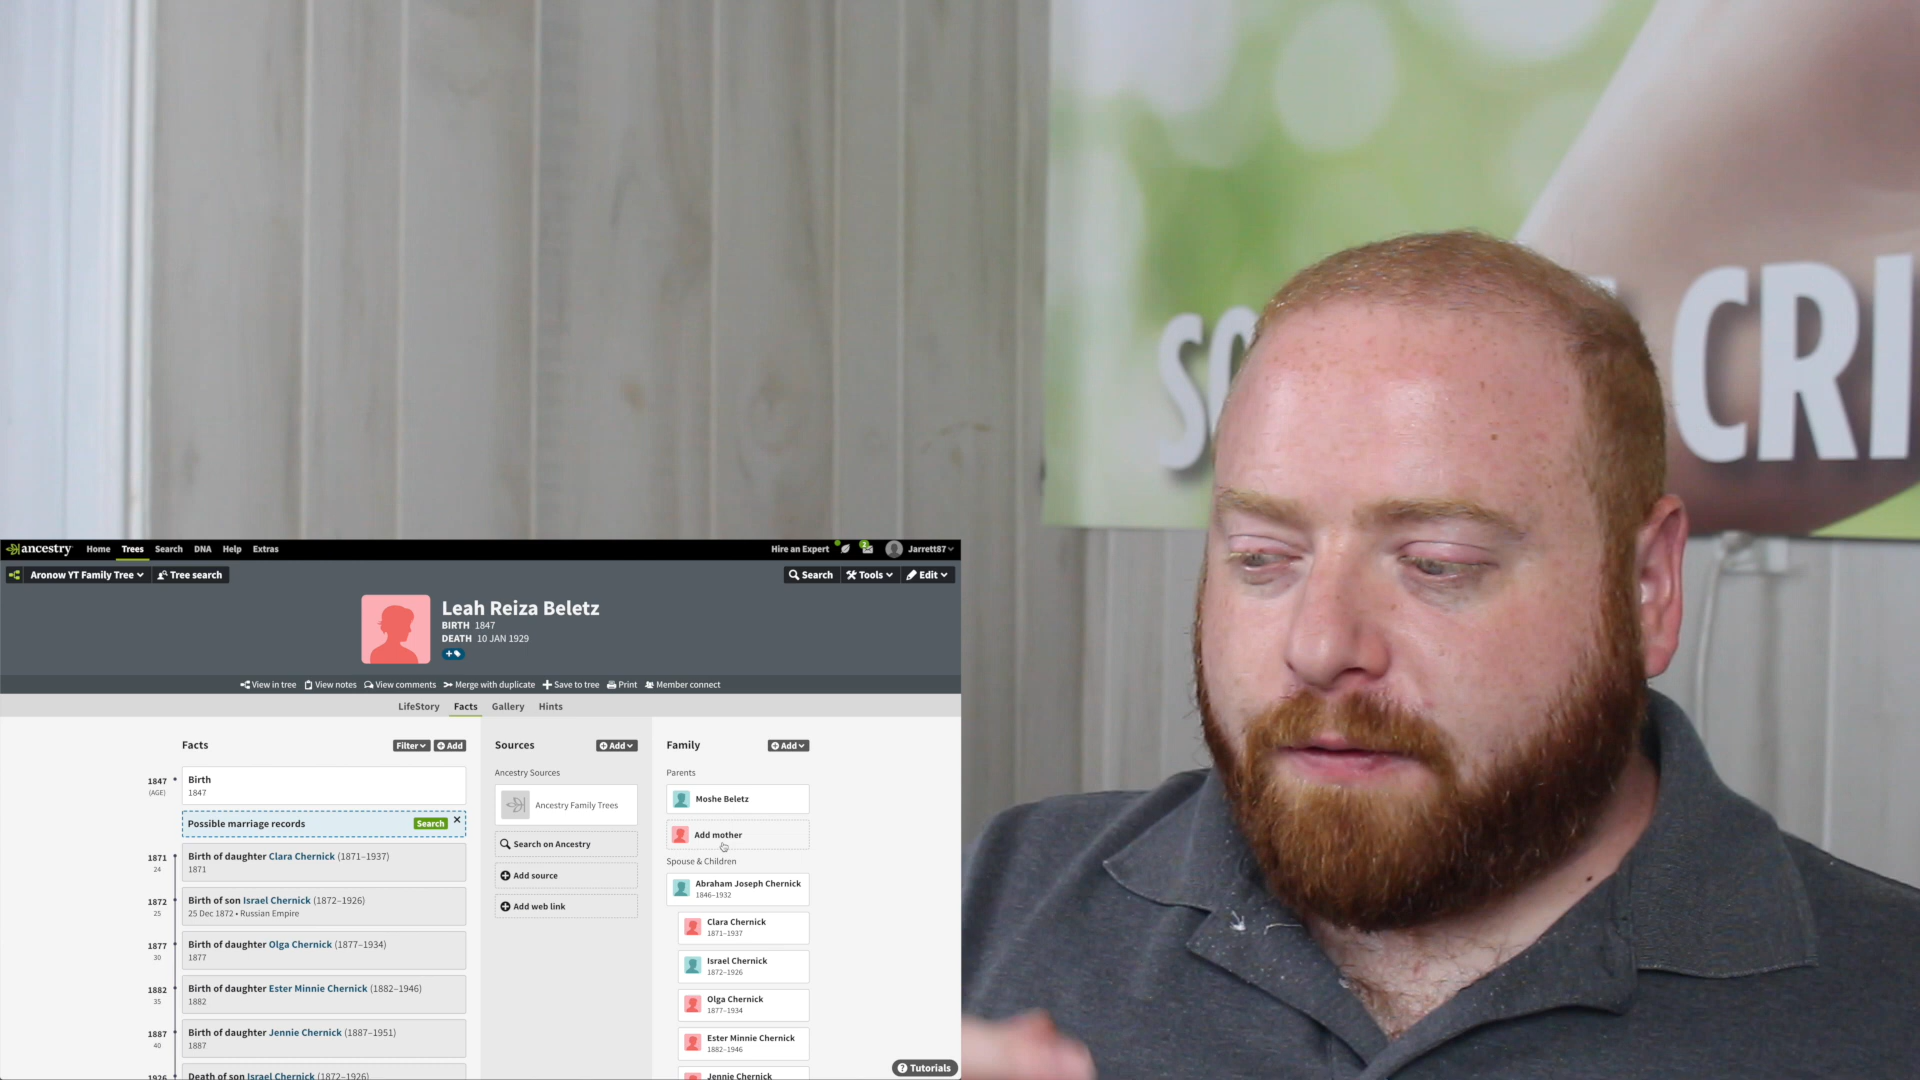 CRI
ancestry Home Trees Search DNA Help Extras Hire an Expert 2 Jarrett87
Aronow YT Family Tree Tree search Search Tools Edit
Leah Reiza Beletz
BIRTH 1847
DEATH 10 JAN 1929
View in tree View notes View comments Merge with duplicate Save to tree Print Member connect
LifeStory Facts Gallery Hints
Facts Filter Add
1847
(AGE)
Birth
1847
Possible marriage records Search
1871
24
Birth of daughter Clara Chernick (1871–1937)
1871
1872
25
Birth of son Israel Chernick (1872–1926)
25 Dec 1872 • Russian Empire
1877
30
Birth of daughter Olga Chernick (1877–1934)
1877
1882
35
Birth of daughter Ester Minnie Chernick (1882–1946)
1882
1887
40
Birth of daughter Jennie Chernick (1887–1951)
1887
1926
Death of son Israel Chernick (1872–1926)
Sources Add
Ancestry Sources
Ancestry Family Trees
Search on Ancestry
Add source
Add web link
Family Add
Parents
Moshe Beletz
Add mother
Spouse & Children
Abraham Joseph Chernick
1846–1932
Clara Chernick
1871–1937
Israel Chernick
1872–1926
Olga Chernick
1877–1934
Ester Minnie Chernick
1882–1946
Jennie Chernick
? Tutorials